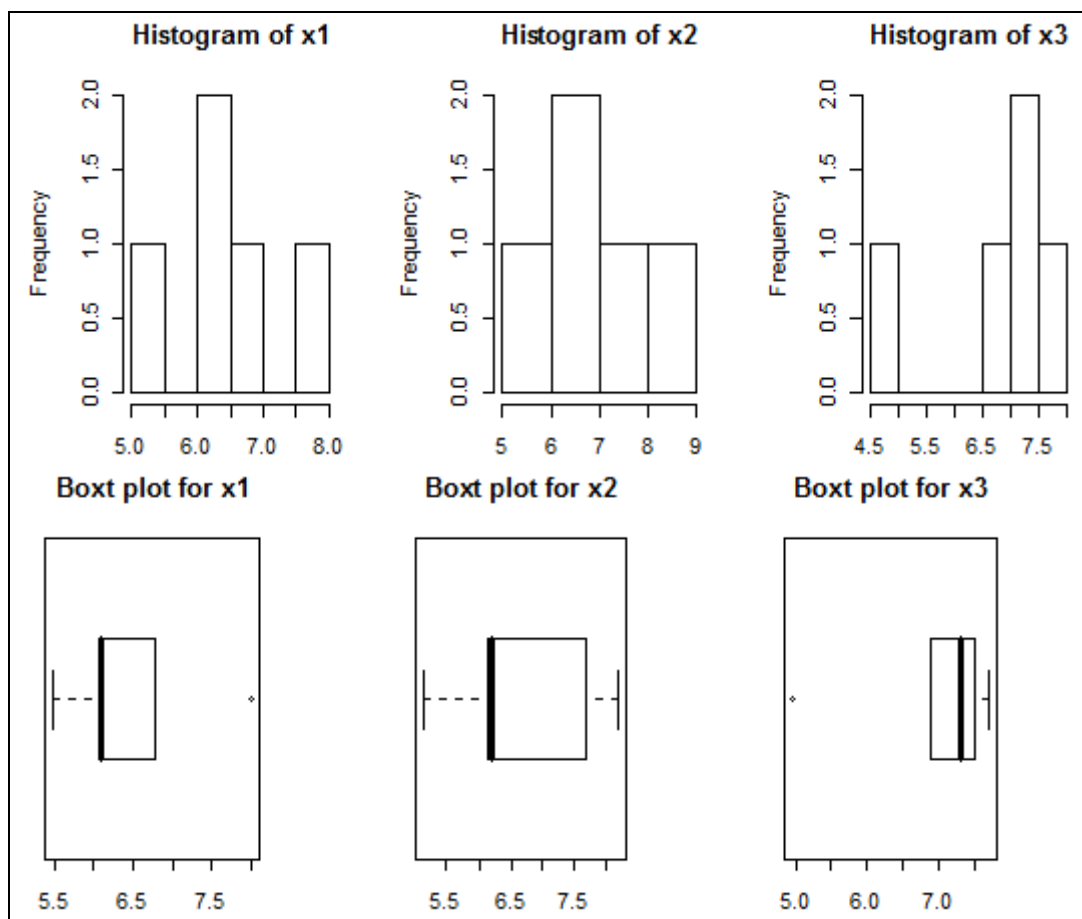 Histogram of x1
Histogram of x2
Histogram of x3
Frequency
0.0 0.5 1.0 1.5 2.0
5.0 6.0 7.0 8.0
Frequency
0.0 0.5 1.0 1.5 2.0
5 6 7 8 9
Frequency
0.0 0.5 1.0 1.5 2.0
4.5 5.5 6.5 7.5
Boxt plot for x1
Boxt plot for x2
Boxt plot for x3
5.5 6.5 7.5
5.5 6.5 7.5
5.0 6.0 7.0